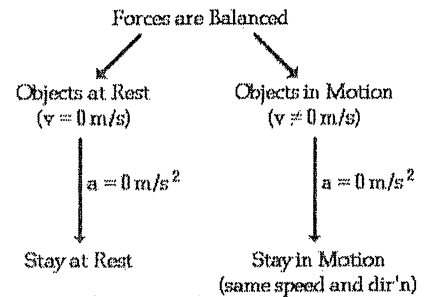 Forces are Balanced
Objects at Rest
(v = 0 m/s)
Objects in Motion
(v ≠ 0 m/s)
a = 0 m/s²
a = 0 m/s²
Stay at Rest
Stay in Motion
(same speed and dir'n)